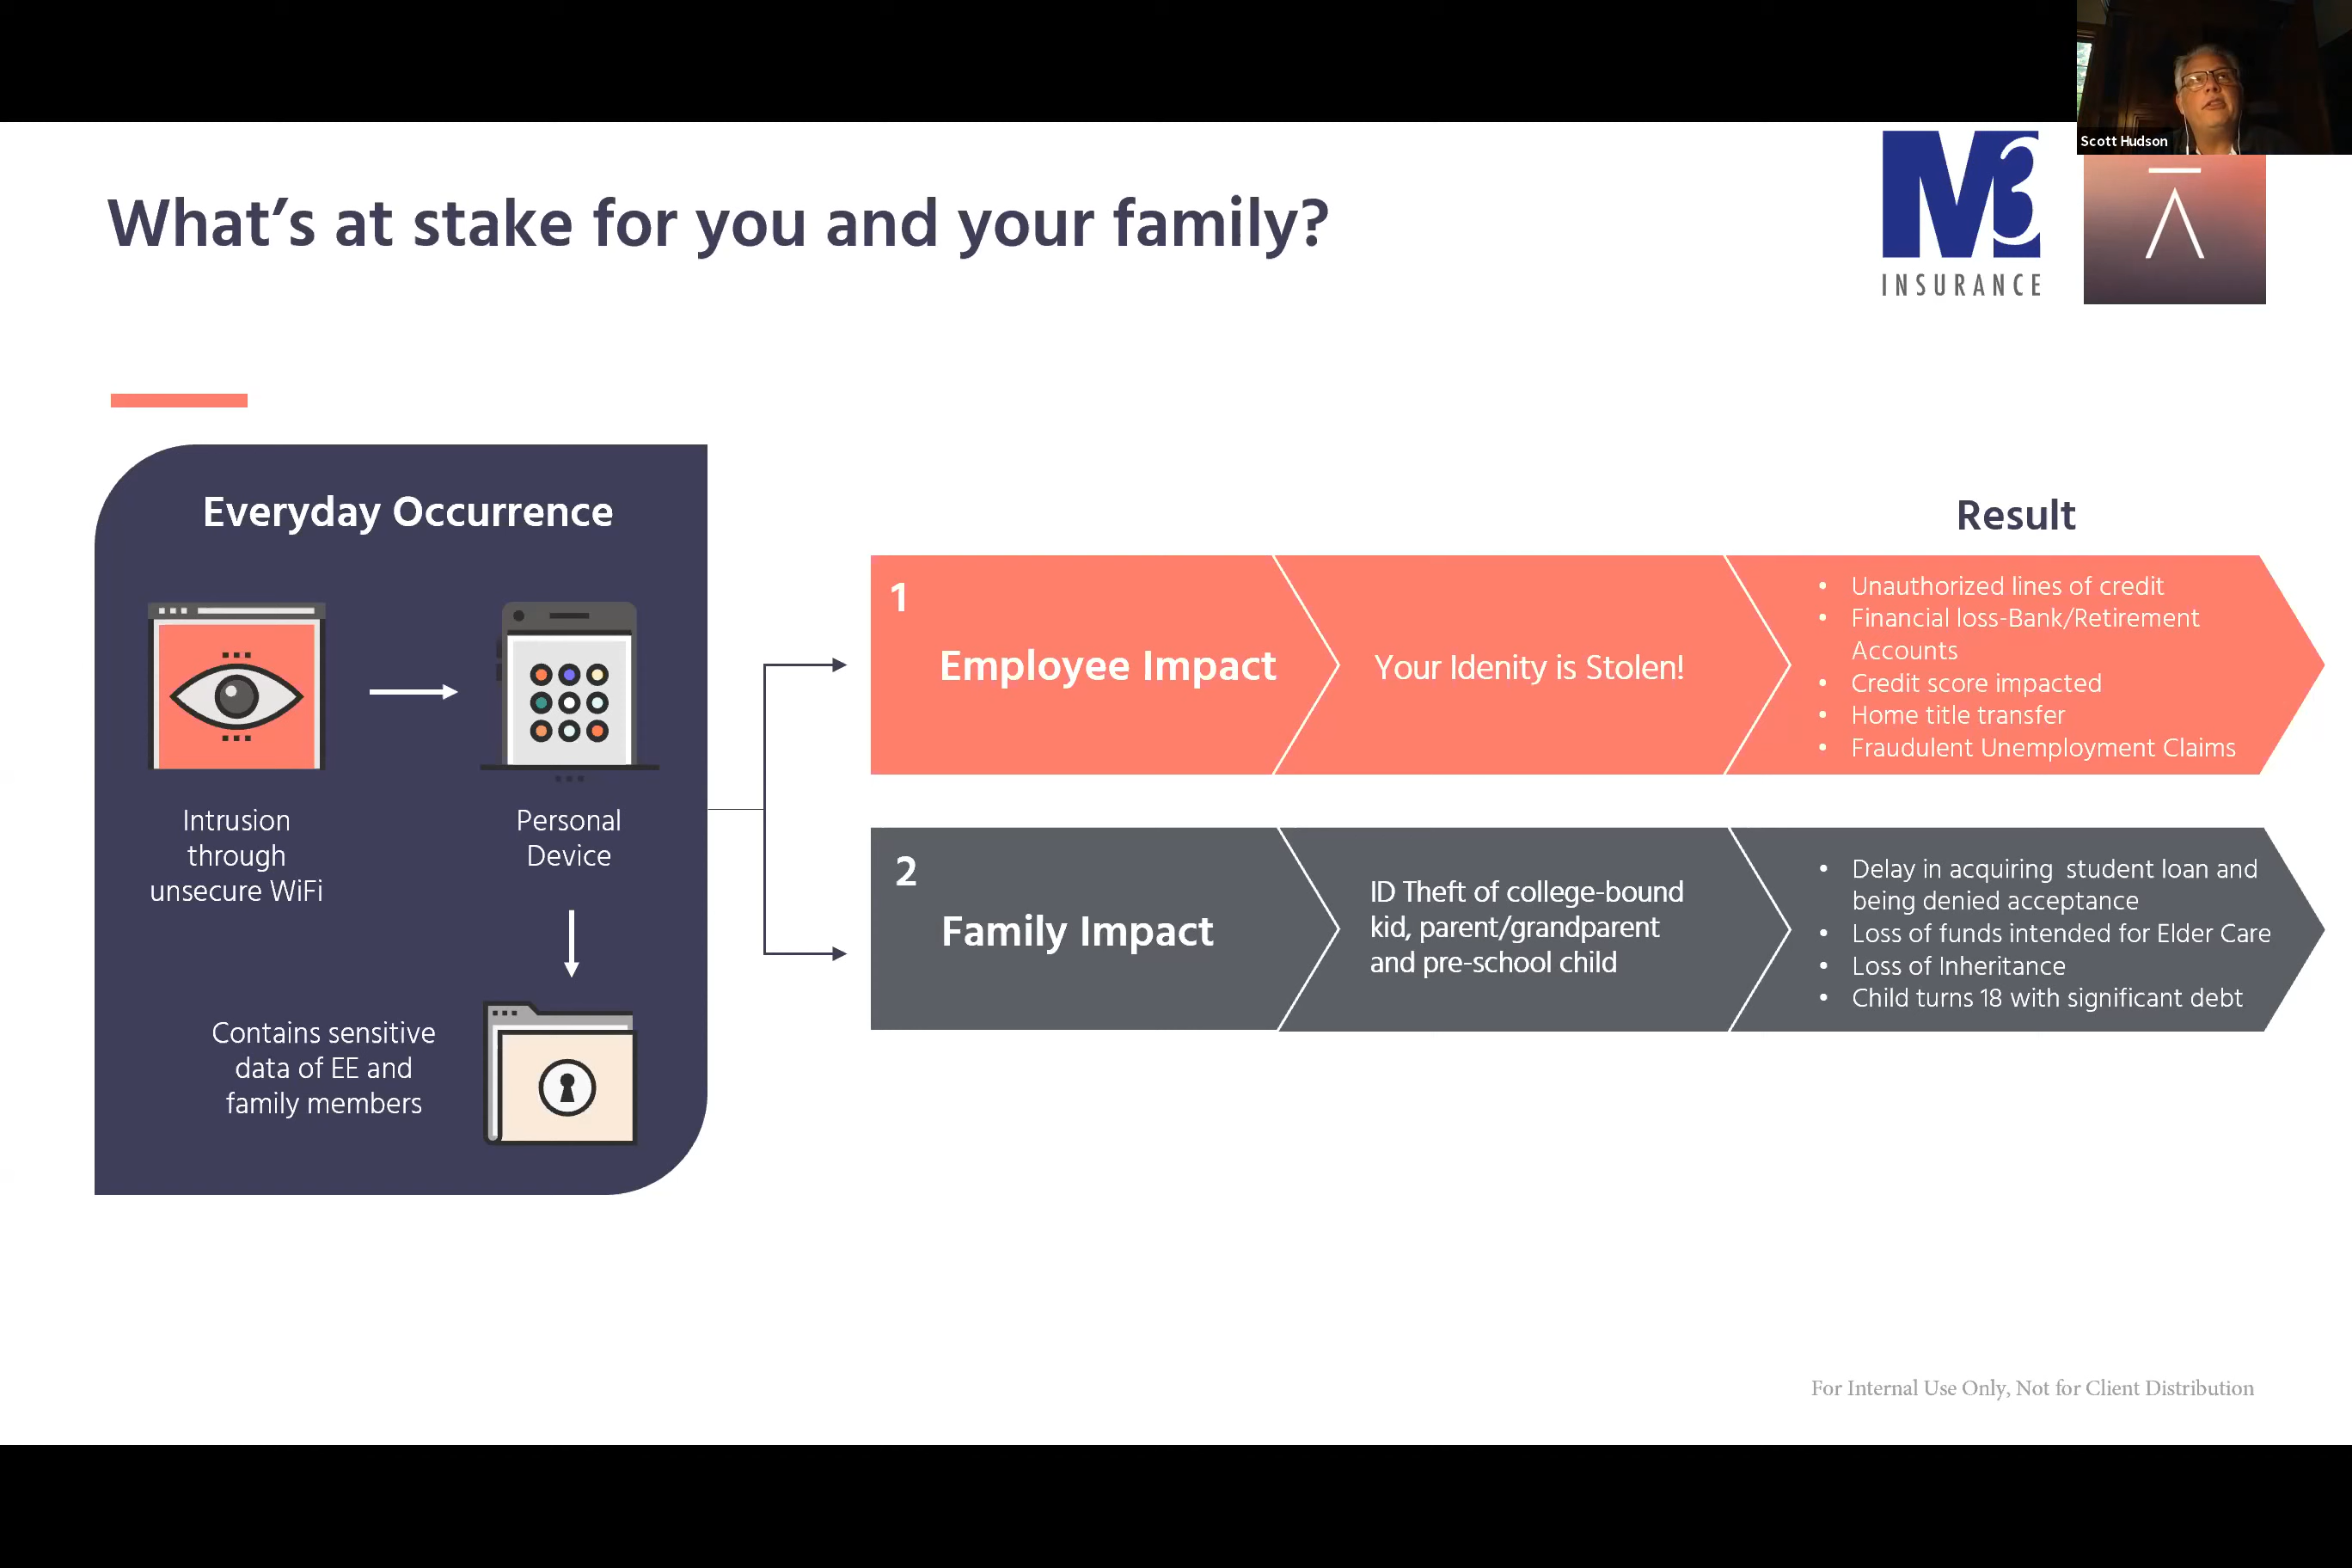 Scott Hudson
What's at stake for you and your family?
M3
INSURANCE
Everyday Occurrence
Intrusion
through
unsecure WiFi
Personal
Device
Contains sensitive
data of EE and
family members
Result
1
Employee Impact
Your Idenity is Stolen!
• Unauthorized lines of credit
• Financial loss-Bank/Retirement
Accounts
• Credit score impacted
• Home title transfer
• Fraudulent Unemployment Claims
2
Family Impact
ID Theft of college-bound
kid, parent/grandparent
and pre-school child
• Delay in acquiring student loan and
being denied acceptance
• Loss of funds intended for Elder Care
• Loss of Inheritance
• Child turns 18 with significant debt
For Internal Use Only, Not for Client Distribution